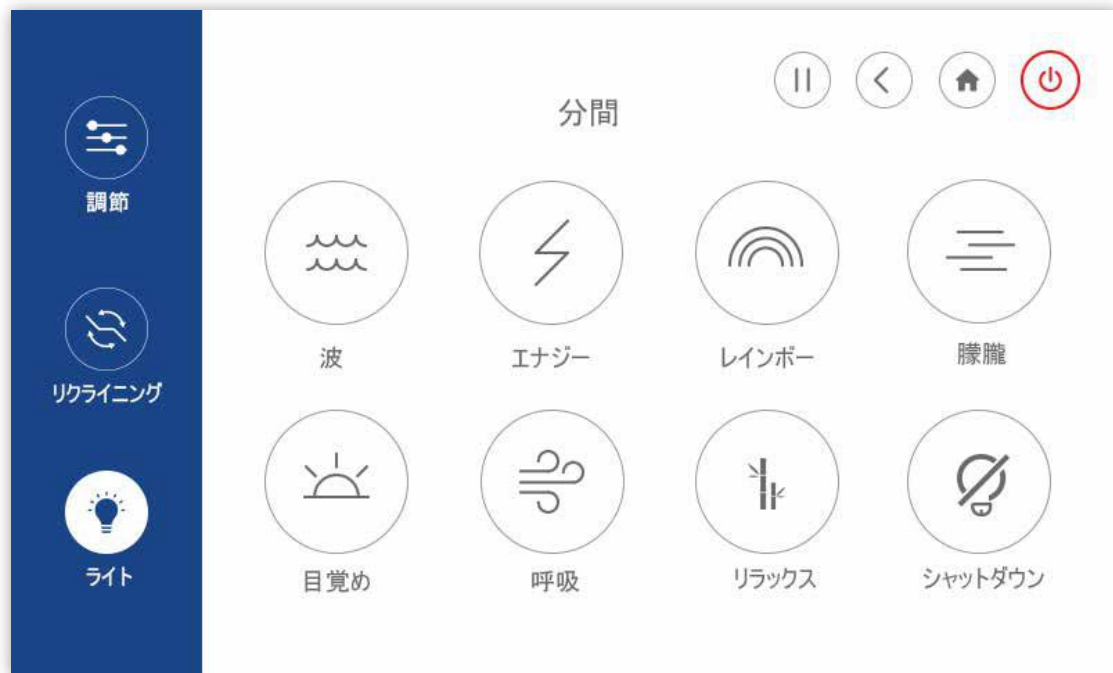 調節
リクライニング
ライト
分間
波
エナジー
レインボー
朦朧
目覚め
呼吸
リラックス
シャットダウン